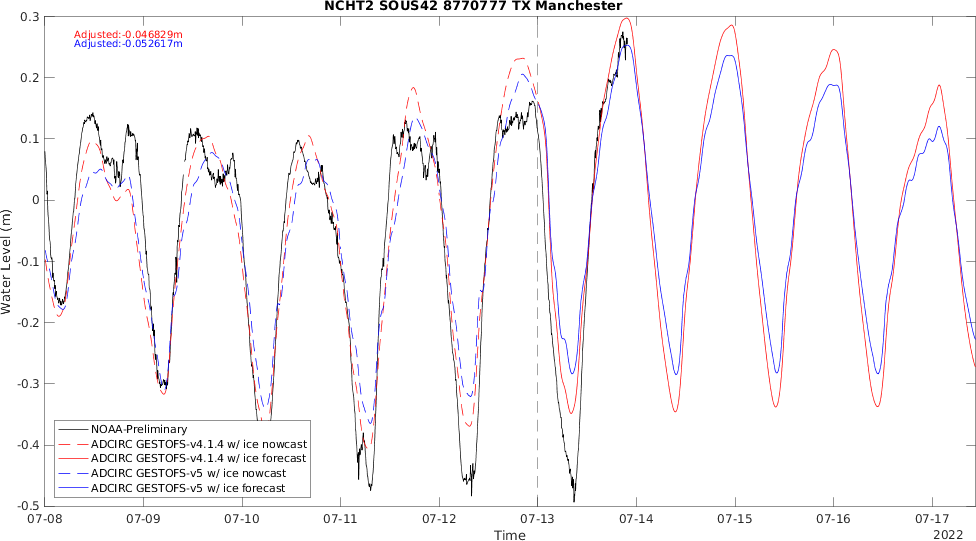 NCHT2 SOUS42 8770777 TX Manchester
Adjusted:-0.046829m
Adjusted:-0.052617m
Water Level (m)
0.3
0.2
0.1
0
-0.1
-0.2
-0.3
-0.4
-0.5
NOAA-Preliminary
ADCIRC GESTOFS-v4.1.4 w/ ice nowcast
ADCIRC GESTOFS-v4.1.4 w/ ice forecast
ADCIRC GESTOFS-v5 w/ ice nowcast
ADCIRC GESTOFS-v5 w/ ice forecast
07-08 07-09 07-10 07-11 07-12 07-13 07-14 07-15 07-16 07-17
Time
2022